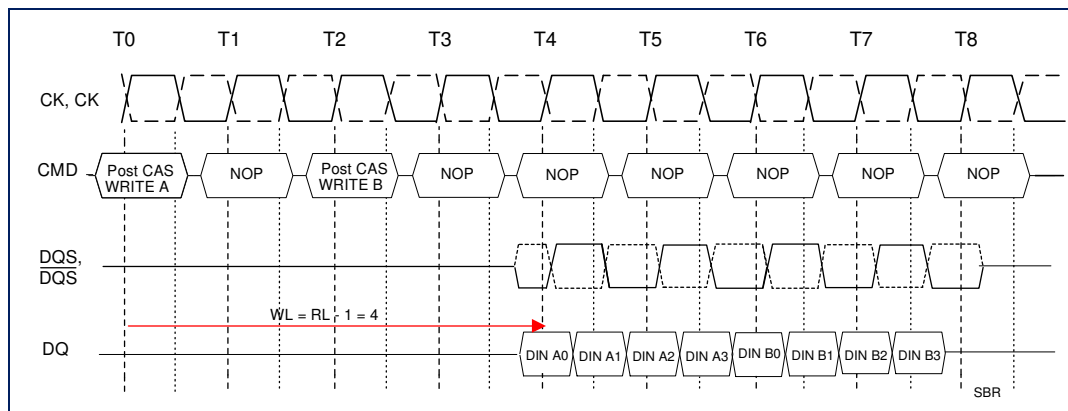 T0 T1 T2 T3 T4 T5 T6 T7 T8
CK, CK
CMD
Post CAS
WRITE A
NOP
Post CAS
WRITE B
NOP
NOP
NOP
NOP
NOP
NOP
DQS,
DQS
WL = RL - 1 = 4
DQ
DIN A0 DIN A1 DIN A2 DIN A3 DIN B0 DIN B1 DIN B2 DIN B3
SBR